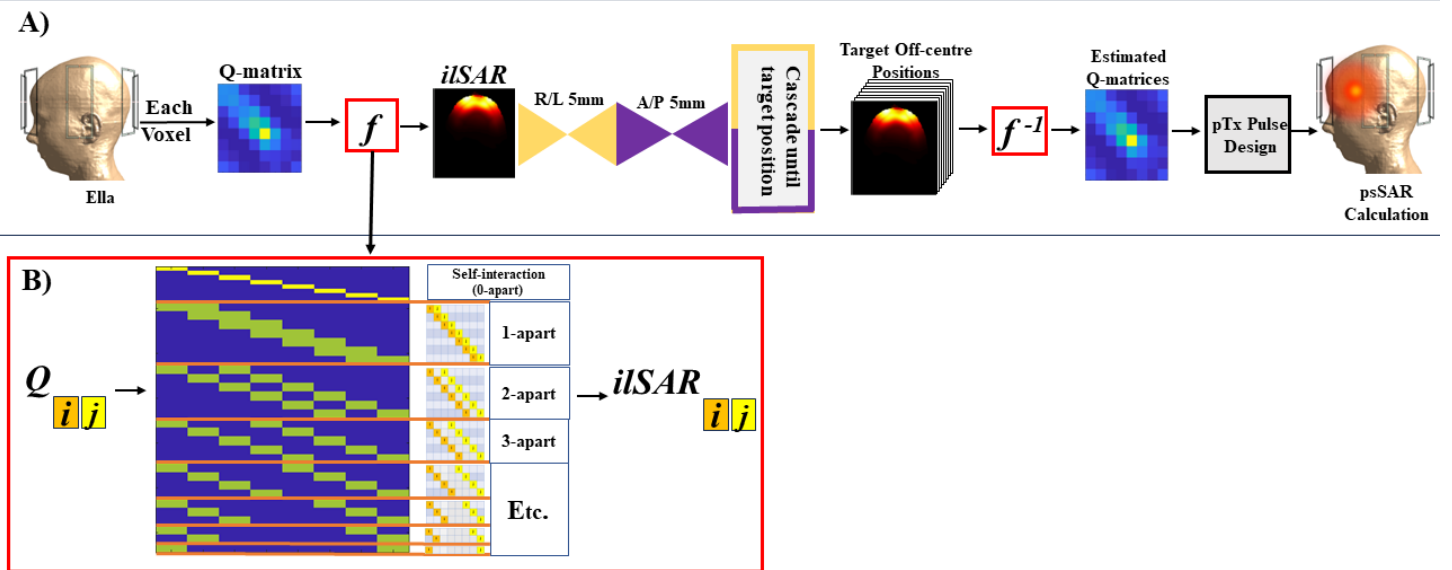 A)
Ella
Each
Voxel
Q-matrix
f
ilSAR
R/L 5mm
A/P 5mm
Cascade until
target position
Target Off-centre
Positions
f -1
Estimated
Q-matrices
pTx Pulse
Design
psSAR
Calculation
B)
Q i j
Self-interaction
(0-apart)
1-apart
2-apart
3-apart
Etc.
ilSAR i j